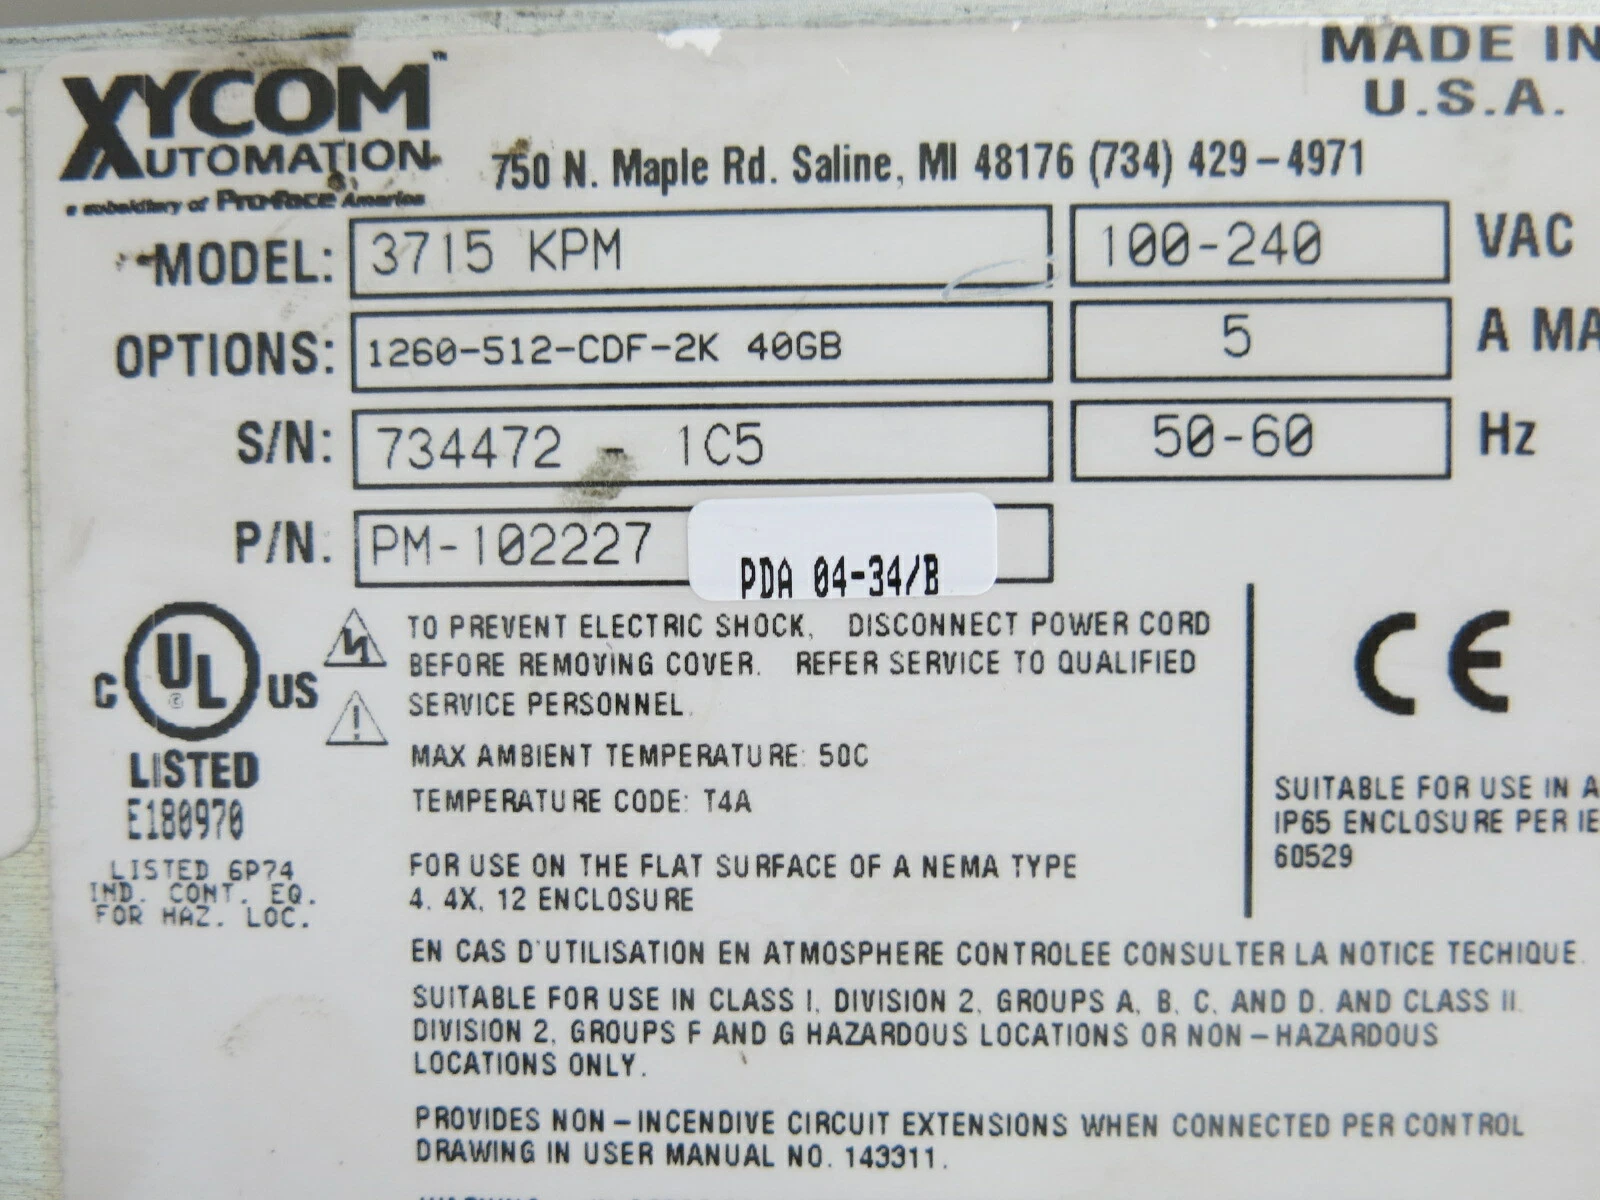 XYCOM™
AUTOMATION
a subsidiary of Pro-face America
MADE IN
U.S.A.
750 N. Maple Rd. Saline, MI 48176 (734) 429-4971
MODEL: 3715 KPM 100-240 VAC
OPTIONS: 1260-512-CDF-2K 40GB 5 A MA
S/N: 734472 - 1C5 50-60 Hz
P/N: PM-102227
PDA 04-34/B
C UL US
LISTED
E180970
LISTED 6P74
IND. CONT. EQ.
FOR HAZ. LOC.
TO PREVENT ELECTRIC SHOCK, DISCONNECT POWER CORD
BEFORE REMOVING COVER. REFER SERVICE TO QUALIFIED
SERVICE PERSONNEL.
MAX AMBIENT TEMPERATURE: 50C
TEMPERATURE CODE: T4A
FOR USE ON THE FLAT SURFACE OF A NEMA TYPE
4, 4X, 12 ENCLOSURE
CE
SUITABLE FOR USE IN A
IP65 ENCLOSURE PER IE
60529
EN CAS D'UTILISATION EN ATMOSPHERE CONTROLEE CONSULTER LA NOTICE TECHIQUE.
SUITABLE FOR USE IN CLASS I, DIVISION 2, GROUPS A, B, C, AND D, AND CLASS II,
DIVISION 2, GROUPS F AND G HAZARDOUS LOCATIONS OR NON-HAZARDOUS
LOCATIONS ONLY.
PROVIDES NON-INCENDIVE CIRCUIT EXTENSIONS WHEN CONNECTED PER CONTROL
DRAWING IN USER MANUAL NO. 143311.